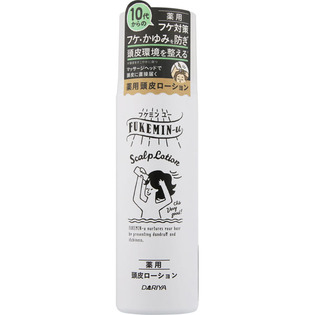 10代
からの
薬用
フケ対策
フケ・かゆみを防ぎ
頭皮環境を整える
マッサージヘッドで
頭皮に直接届く
薬用頭皮ローション
フケミン ユー
FUKEMIN-u
Scalp Lotion
Very
good!
FUKEMIN-u nurtures your hair
by preventing dandruff and
itchiness.
薬用
頭皮ローション
DARIYA